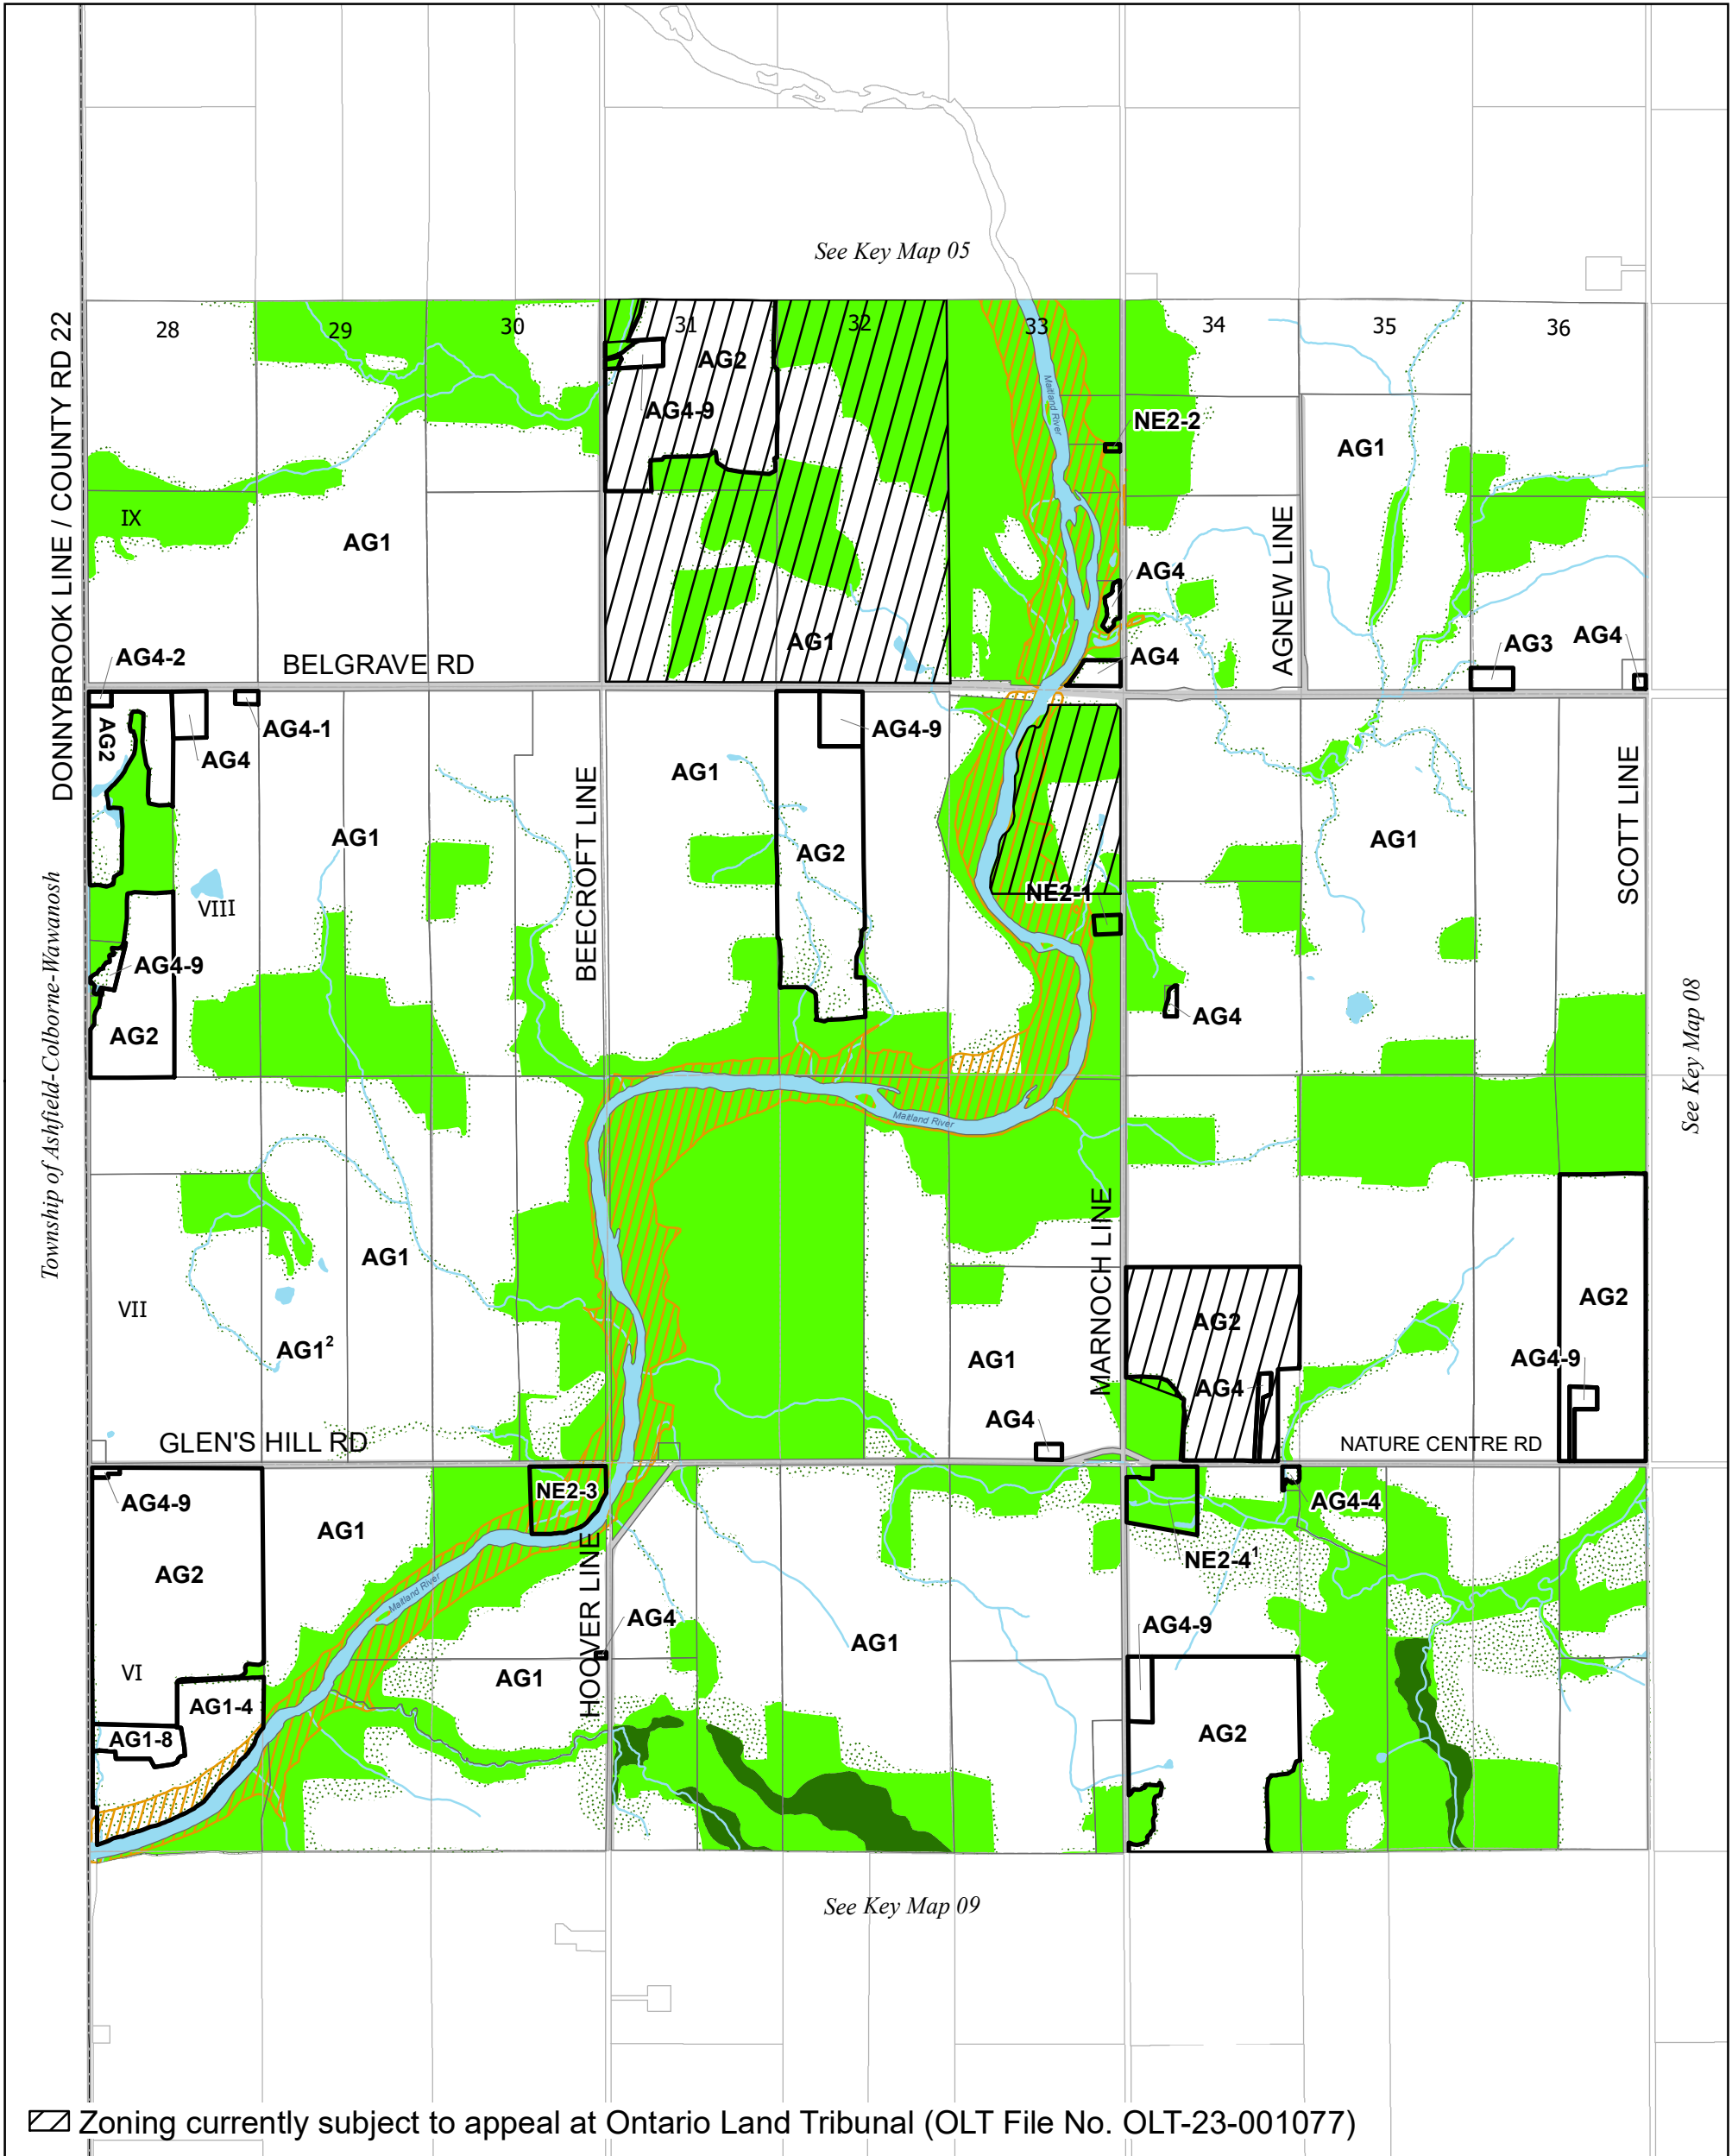 See Key Map 05
28
29
30
31
32
33
34
35
36
DONNYBROOK LINE / COUNTY RD 22
AG2
AG4-9
Maitland River
NE2-2
AG1
IX
AG1
AGNEW LINE
AG4
AG4-2
BELGRAVE RD
AG1
AG4
AG3
AG4
AG2
AG4
AG4-1
AG1
AG4-9
SCOTT LINE
BEECROFT LINE
AG1
AG2
AG1
NE2-1
VIII
Township of Ashfield-Colborne-Wawanosh
AG4-9
AG2
AG4
See Key Map 08
Maitland River
MARNOCH LINE
AG1
VII
AG1²
AG1
AG2
AG2
AG4-9
AG4
AG4
GLEN'S HILL RD
NATURE CENTRE RD
AG4-9
NE2-3
AG4-4
AG1
HOOVER LINE
NE2-4¹
AG2
Maitland River
AG4
AG1
AG4-9
VI
AG1
AG1-4
AG1-8
AG2
See Key Map 09
Zoning currently subject to appeal at Ontario Land Tribunal (OLT File No. OLT-23-001077)